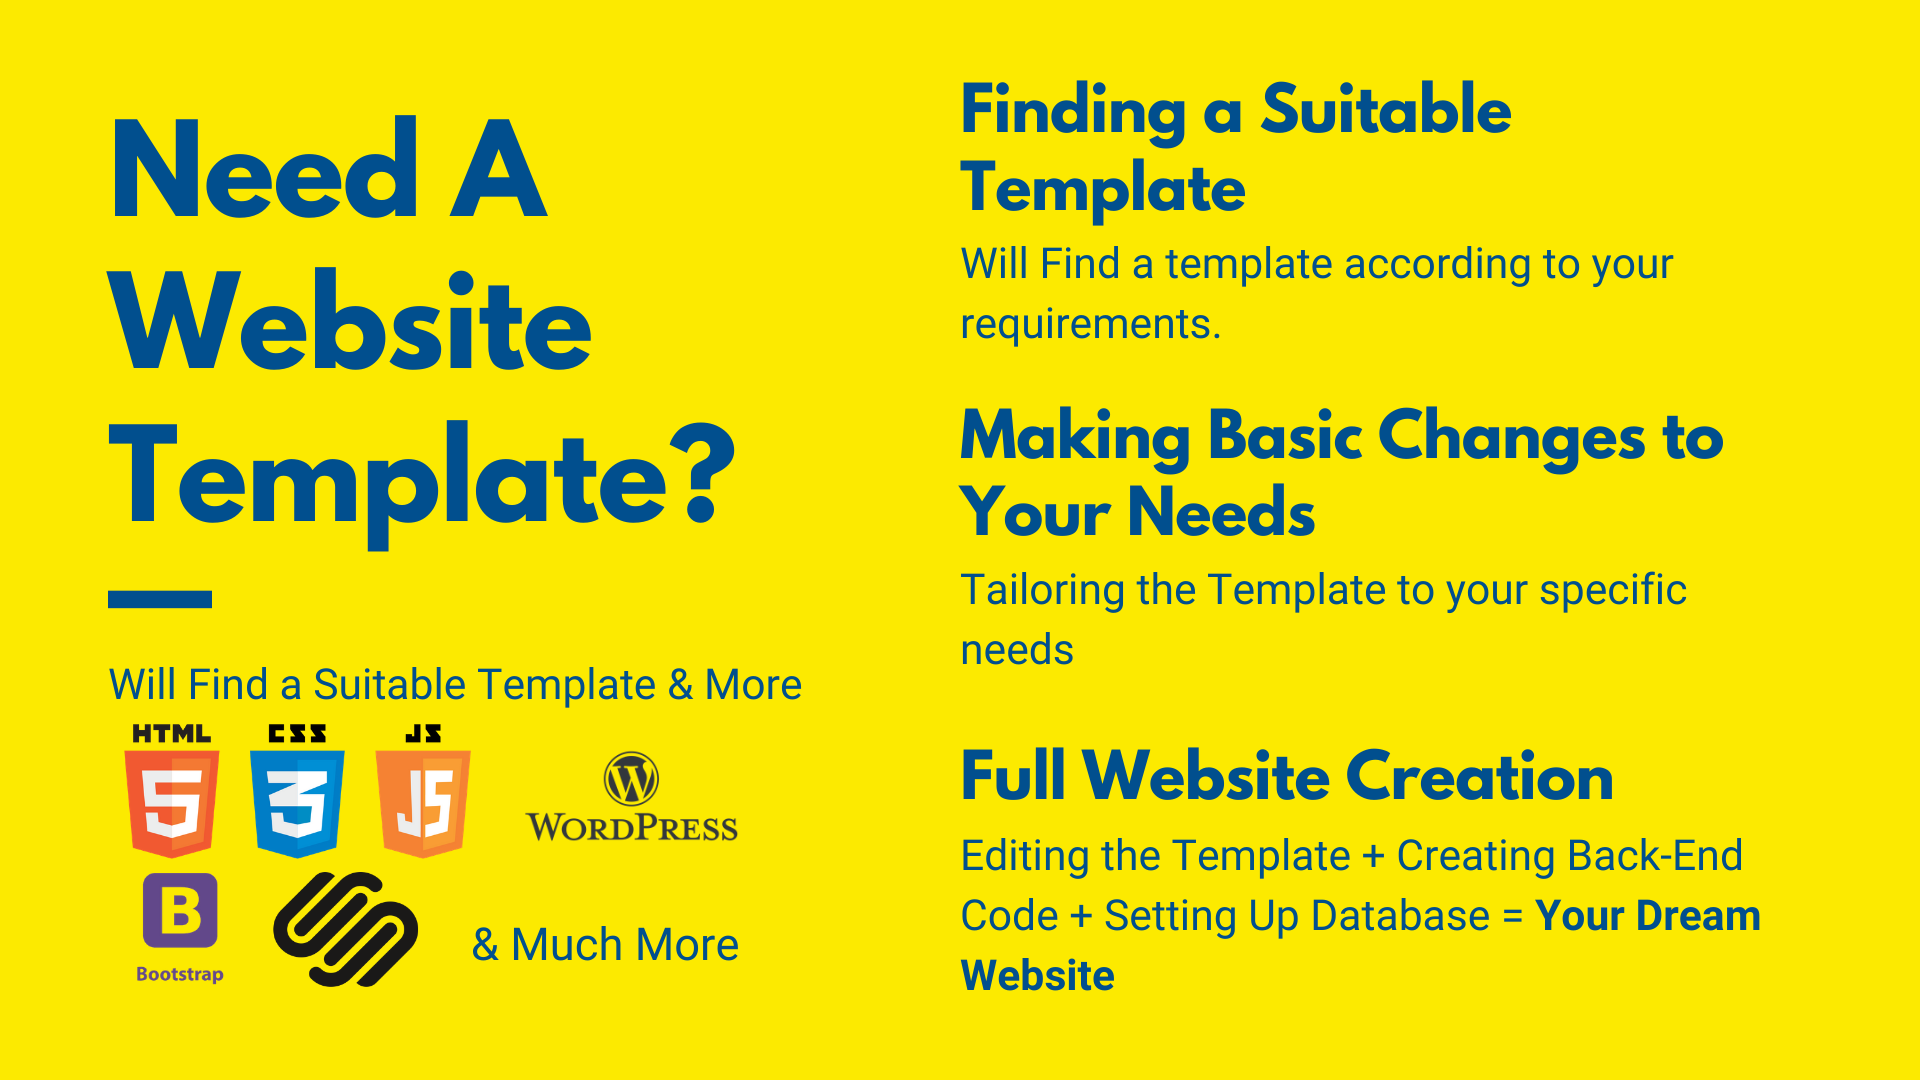 Need A
Website
Template?
Will Find a Suitable Template & More
HTML CSS JS
5 3 JS
W
WORDPRESS
B
Bootstrap
& Much More
Finding a Suitable
Template
Will Find a template according to your
requirements.
Making Basic Changes to
Your Needs
Tailoring the Template to your specific
needs
Full Website Creation
Editing the Template + Creating Back-End
Code + Setting Up Database = Your Dream
Website